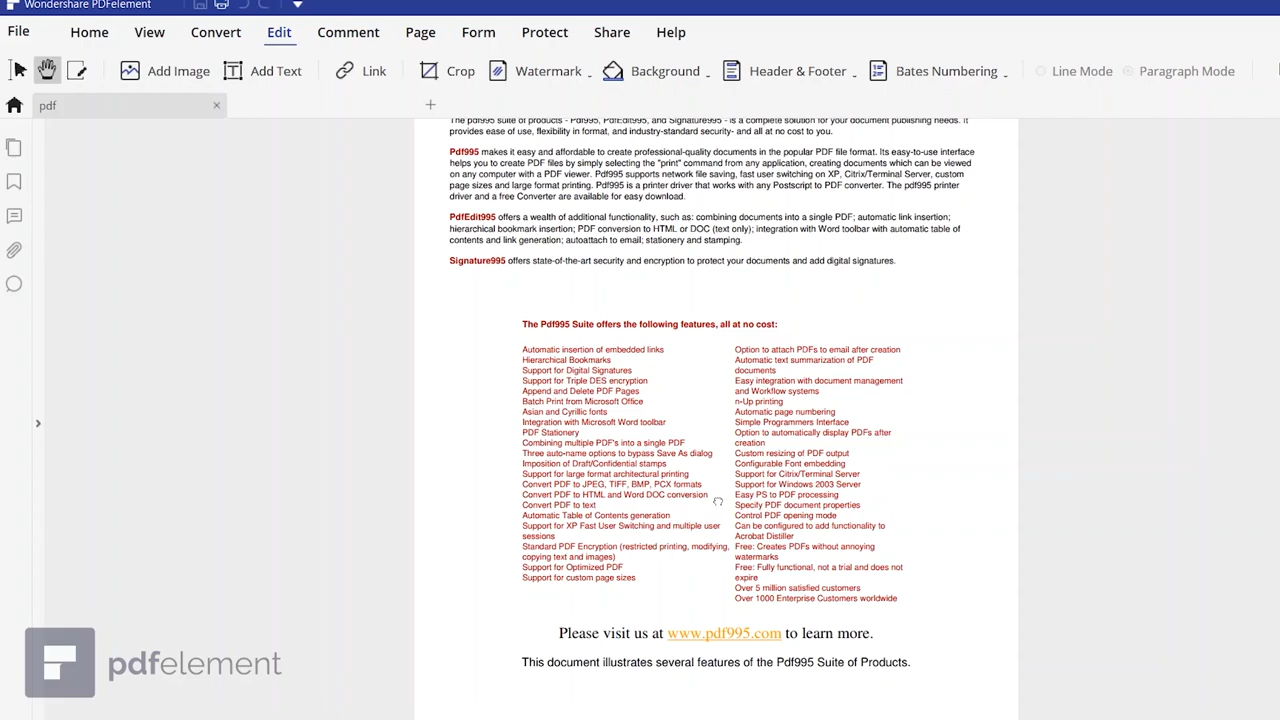 Wondershare PDFelement
File Home View Convert Edit Comment Page Form Protect Share Help
Add Image Add Text Link Crop Watermark Background Header & Footer Bates Numbering Line Mode Paragraph Mode
pdf
The pdf995 suite of products - Pdf995, PdfEdit995, and Signature995 - is a complete solution for your document publishing needs. It
provides ease of use, flexibility in format, and industry-standard security- and all at no cost to you.
Pdf995 makes it easy and affordable to create professional-quality documents in the popular PDF file format. Its easy-to-use interface
helps you to create PDF files by simply selecting the "print" command from any application, creating documents which can be viewed
on any computer with a PDF viewer. Pdf995 supports network file saving, fast user switching on XP, Citrix/Terminal Server, custom
page sizes and large format printing. Pdf995 is a printer driver that works with any Postscript to PDF converter. The pdf995 printer
driver and a free Converter are available for easy download.
PdfEdit995 offers a wealth of additional functionality, such as: combining documents into a single PDF; automatic link insertion;
hierarchical bookmark insertion; PDF conversion to HTML or DOC (text only); integration with Word toolbar with automatic table of
contents and link generation; autoattach to email; stationery and stamping.
Signature995 offers state-of-the-art security and encryption to protect your documents and add digital signatures.
The Pdf995 Suite offers the following features, all at no cost:
Automatic insertion of embedded links
Hierarchical Bookmarks
Support for Digital Signatures
Support for Triple DES encryption
Append and Delete PDF Pages
Batch Print from Microsoft Office
Asian and Cyrillic fonts
Integration with Microsoft Word toolbar
PDF Stationery
Combining multiple PDF's into a single PDF
Three auto-name options to bypass Save As dialog
Imposition of Draft/Confidential stamps
Support for large format architectural printing
Convert PDF to JPEG, TIFF, BMP, PCX formats
Convert PDF to HTML and Word DOC conversion
Convert PDF to text
Automatic Table of Contents generation
Support for XP Fast User Switching and multiple user
sessions
Standard PDF Encryption (restricted printing, modifying,
copying text and images)
Support for Optimized PDF
Support for custom page sizes
Option to attach PDFs to email after creation
Automatic text summarization of PDF
documents
Easy integration with document management
and Workflow systems
n-Up printing
Automatic page numbering
Simple Programmers Interface
Option to automatically display PDFs after
creation
Custom resizing of PDF output
Configurable Font embedding
Support for Citrix/Terminal Server
Support for Windows 2003 Server
Easy PS to PDF processing
Specify PDF document properties
Control PDF opening mode
Can be configured to add functionality to
Acrobat Distiller
Free: Creates PDFs without annoying
watermarks
Free: Fully functional, not a trial and does not
expire
Over 5 million satisfied customers
Over 1000 Enterprise Customers worldwide
Please visit us at www.pdf995.com to learn more.
This document illustrates several features of the Pdf995 Suite of Products.
pdfelement